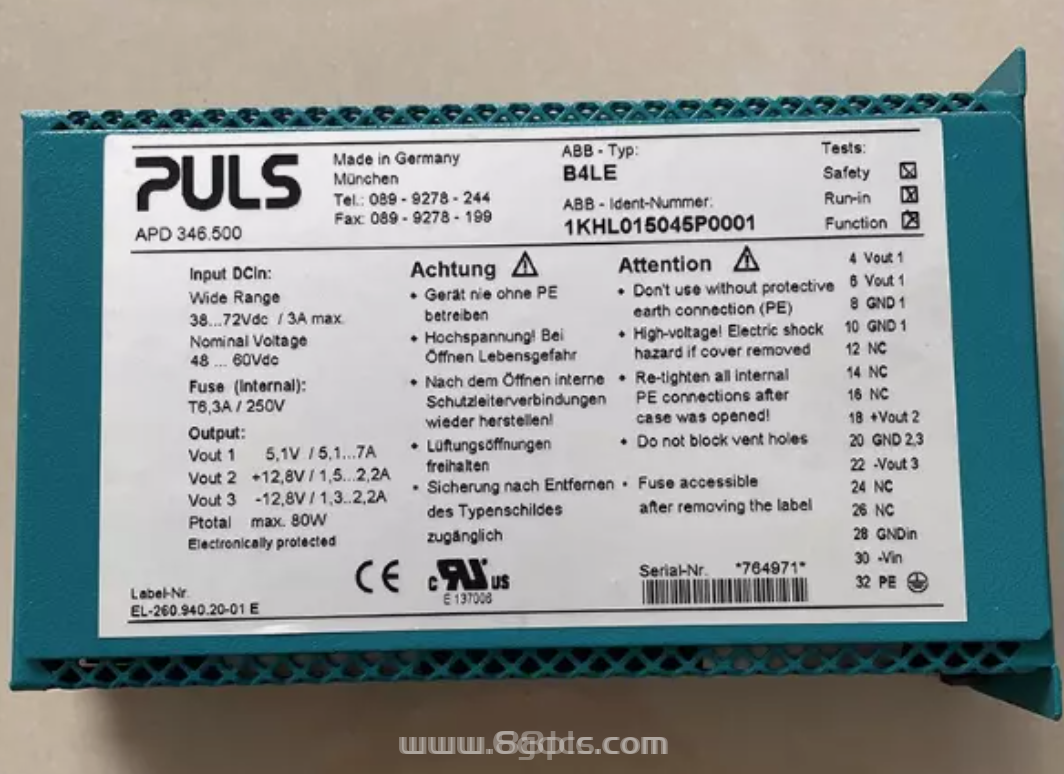 PULS
APD 346.500
Made in Germany
München
Tel.: 089 - 9278 - 244
Fax: 089 - 9278 - 199
ABB - Typ:
B4LE
ABB - Ident-Nummer:
1KHL015045P0001
Tests:
Safety
Run-in
Function
Input DCin:
Wide Range
38...72Vdc / 3A max.
Nominal Voltage
48 ... 60Vdc
Fuse (Internal):
T6,3A / 250V
Output:
Vout 1 5,1V / 5,1...7A
Vout 2 +12,8V / 1,5...2,2A
Vout 3 -12,8V / 1,3..2,2A
Ptotal max. 80W
Electronically protected
Label-Nr.
EL-260.940.20-01 E
Achtung
• Gerät nie ohne PE
betreiben
• Hochspannung! Bei
Öffnen Lebensgefahr
• Nach dem Öffnen interne
Schutzleiterverbindungen
wieder herstellen!
• Lüftungsöffnungen
freihalten
• Sicherung nach Entfernen
des Typenschildes
zugänglich
CE
c RU us
E 137006
Attention
• Don't use without protective
earth connection (PE)
• High-voltage! Electric shock
hazard if cover removed
• Re-tighten all internal
PE connections after
case was opened!
• Do not block vent holes
• Fuse accessible
after removing the label
Serial-Nr. *764971*
4 Vout 1
6 Vout 1
8 GND 1
10 GND 1
12 NC
14 NC
16 NC
18 +Vout 2
20 GND 2,3
22 -Vout 3
24 NC
26 NC
28 GNDin
30 -Vin
32 PE